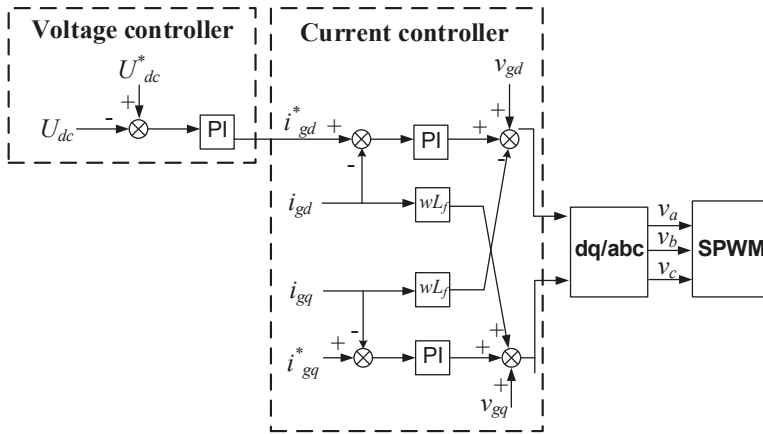 Voltage controller
Current controller
U*dc
+
-
Udc
PI
vgd
+
i*gd
+
-
PI
+
-
igd
wLf
dq/abc
va
vb
vc
SPWM
igq
wLf
-
+
i*gq
PI
+
+
+
vgq